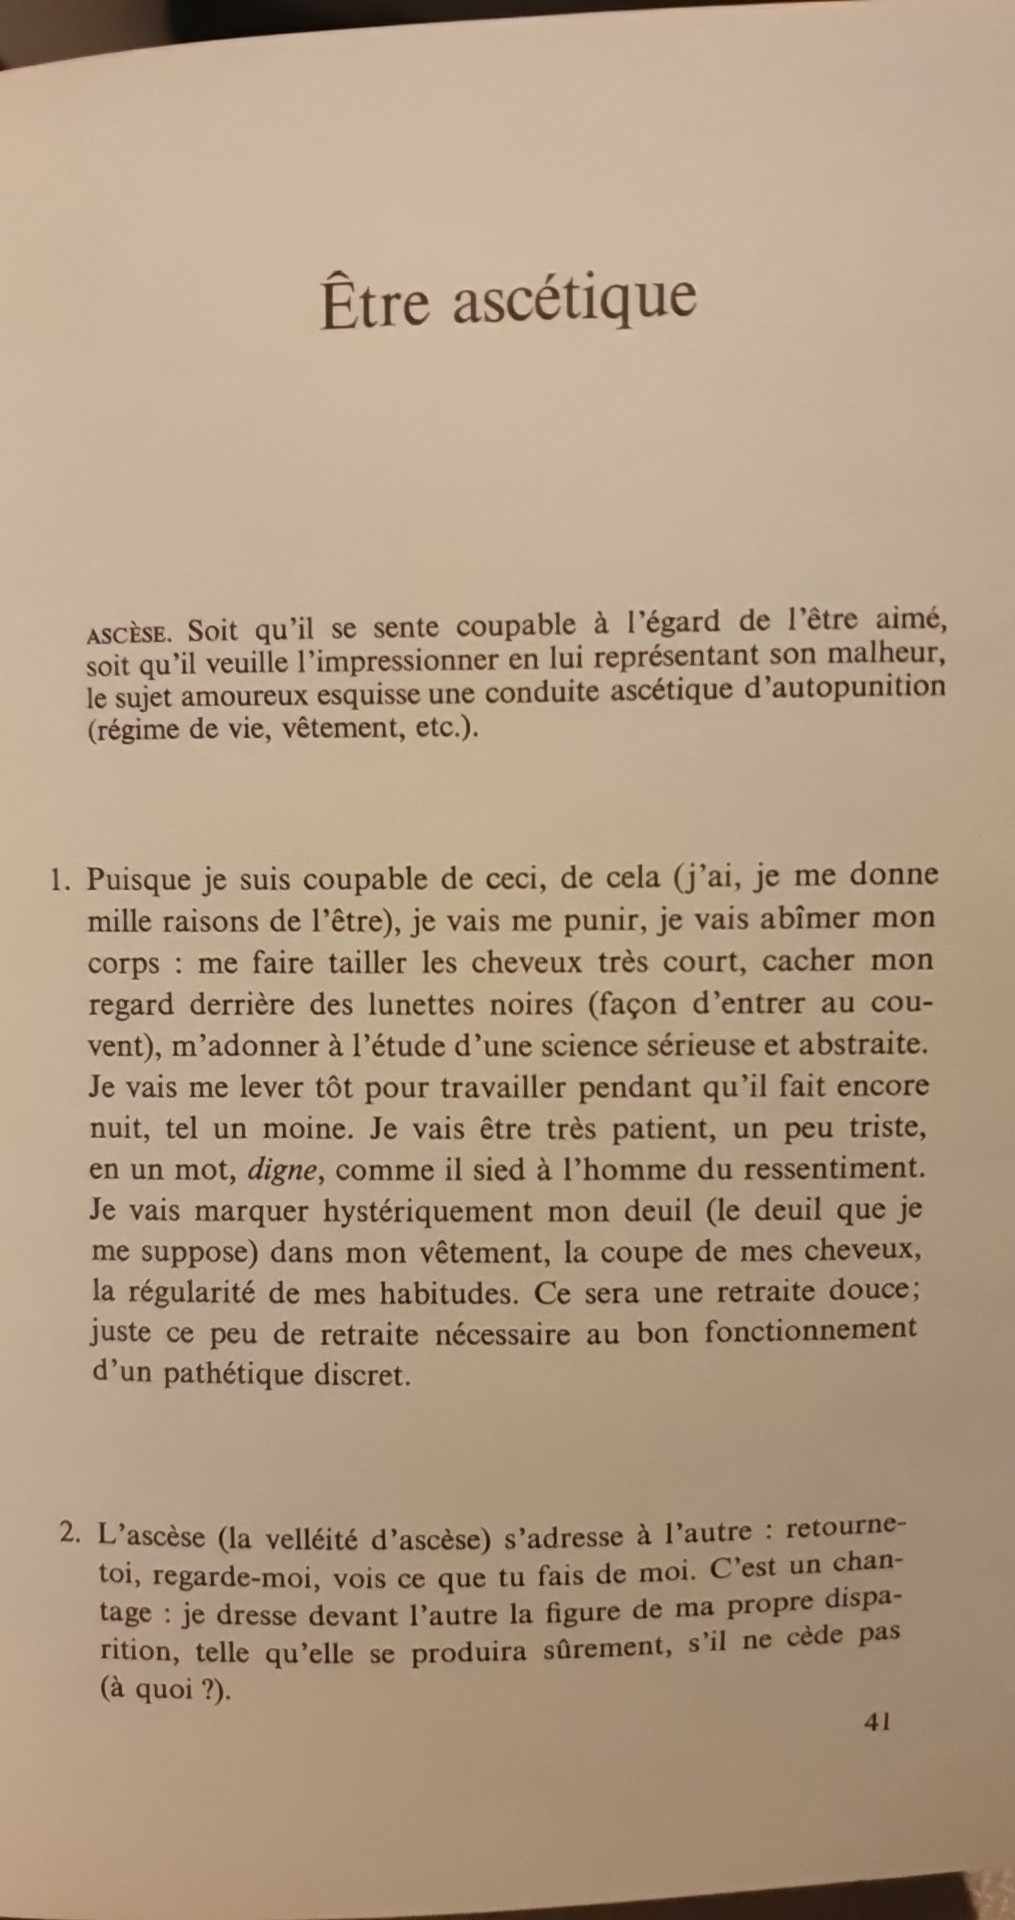 Être ascétique
ASCÈSE. Soit qu'il se sente coupable à l'égard de l'être aimé,
soit qu'il veuille l'impressionner en lui représentant son malheur,
le sujet amoureux esquisse une conduite ascétique d'autopunition
(régime de vie, vêtement, etc.).
1. Puisque je suis coupable de ceci, de cela (j'ai, je me donne
mille raisons de l'être), je vais me punir, je vais abîmer mon
corps : me faire tailler les cheveux très court, cacher mon
regard derrière des lunettes noires (façon d'entrer au cou-
vent), m'adonner à l'étude d'une science sérieuse et abstraite.
Je vais me lever tôt pour travailler pendant qu'il fait encore
nuit, tel un moine. Je vais être très patient, un peu triste,
en un mot, digne, comme il sied à l'homme du ressentiment.
Je vais marquer hystériquement mon deuil (le deuil que je
me suppose) dans mon vêtement, la coupe de mes cheveux,
la régularité de mes habitudes. Ce sera une retraite douce;
juste ce peu de retraite nécessaire au bon fonctionnement
d'un pathétique discret.
2. L'ascèse (la velléité d'ascèse) s'adresse à l'autre : retourne-
toi, regarde-moi, vois ce que tu fais de moi. C'est un chan-
tage : je dresse devant l'autre la figure de ma propre dispa-
rition, telle qu'elle se produira sûrement, s'il ne cède pas
(à quoi ?).
41